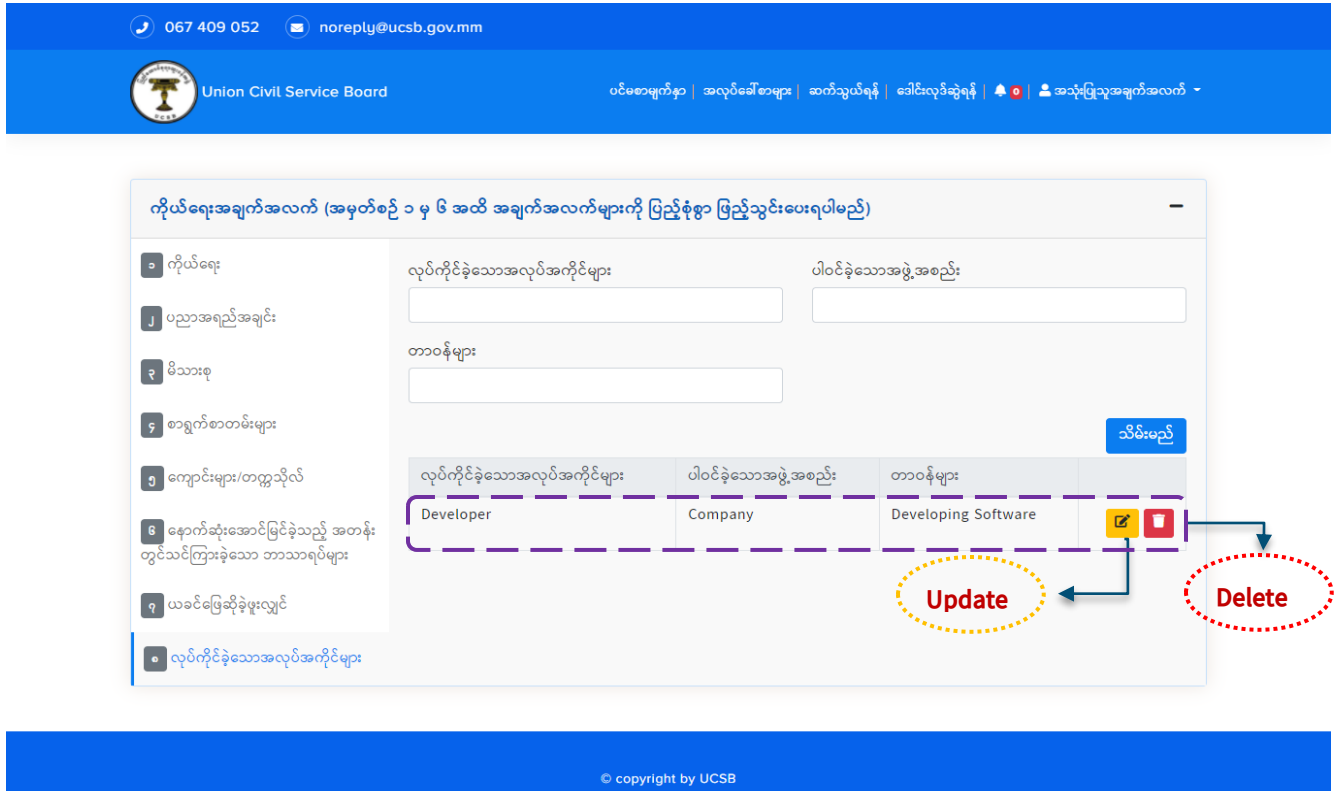 067 409 052 noreply@ucsb.gov.mm
Union Civil Service Board
ပင်မစာမျက်နှာ | အလုပ်ခေါ်စာများ | ဆက်သွယ်ရန် | ဒေါင်းလုဒ်ဆွဲရန် | 0 | အသုံးပြုသူအချက်အလက်
ကိုယ်ရေးအချက်အလက် (အမှတ်စဉ် ၁ မှ ၆ အထိ အချက်အလက်များကို ပြည့်စုံစွာ ဖြည့်သွင်းပေးရပါမည်)
၁ ကိုယ်ရေး
၂ ပညာအရည်အချင်း
၃ မိသားစု
၄ စာရွက်စာတမ်းများ
၅ ကျောင်းများ/တက္ကသိုလ်
၆ နောက်ဆုံးအောင်မြင်ခဲ့သည့် အတန်း
တွင်သင်ကြားခဲ့သော ဘာသာရပ်များ
၇ ယခင်ဖြေဆိုခဲ့ဖူးလျှင်
၈ လုပ်ကိုင်ခဲ့သောအလုပ်အကိုင်များ
လုပ်ကိုင်ခဲ့သောအလုပ်အကိုင်များ ပါဝင်ခဲ့သောအဖွဲ့အစည်း
တာဝန်များ
သိမ်းမည်
လုပ်ကိုင်ခဲ့သောအလုပ်အကိုင်များ ပါဝင်ခဲ့သောအဖွဲ့အစည်း တာဝန်များ
Developer Company Developing Software
Update Delete
© copyright by UCSB